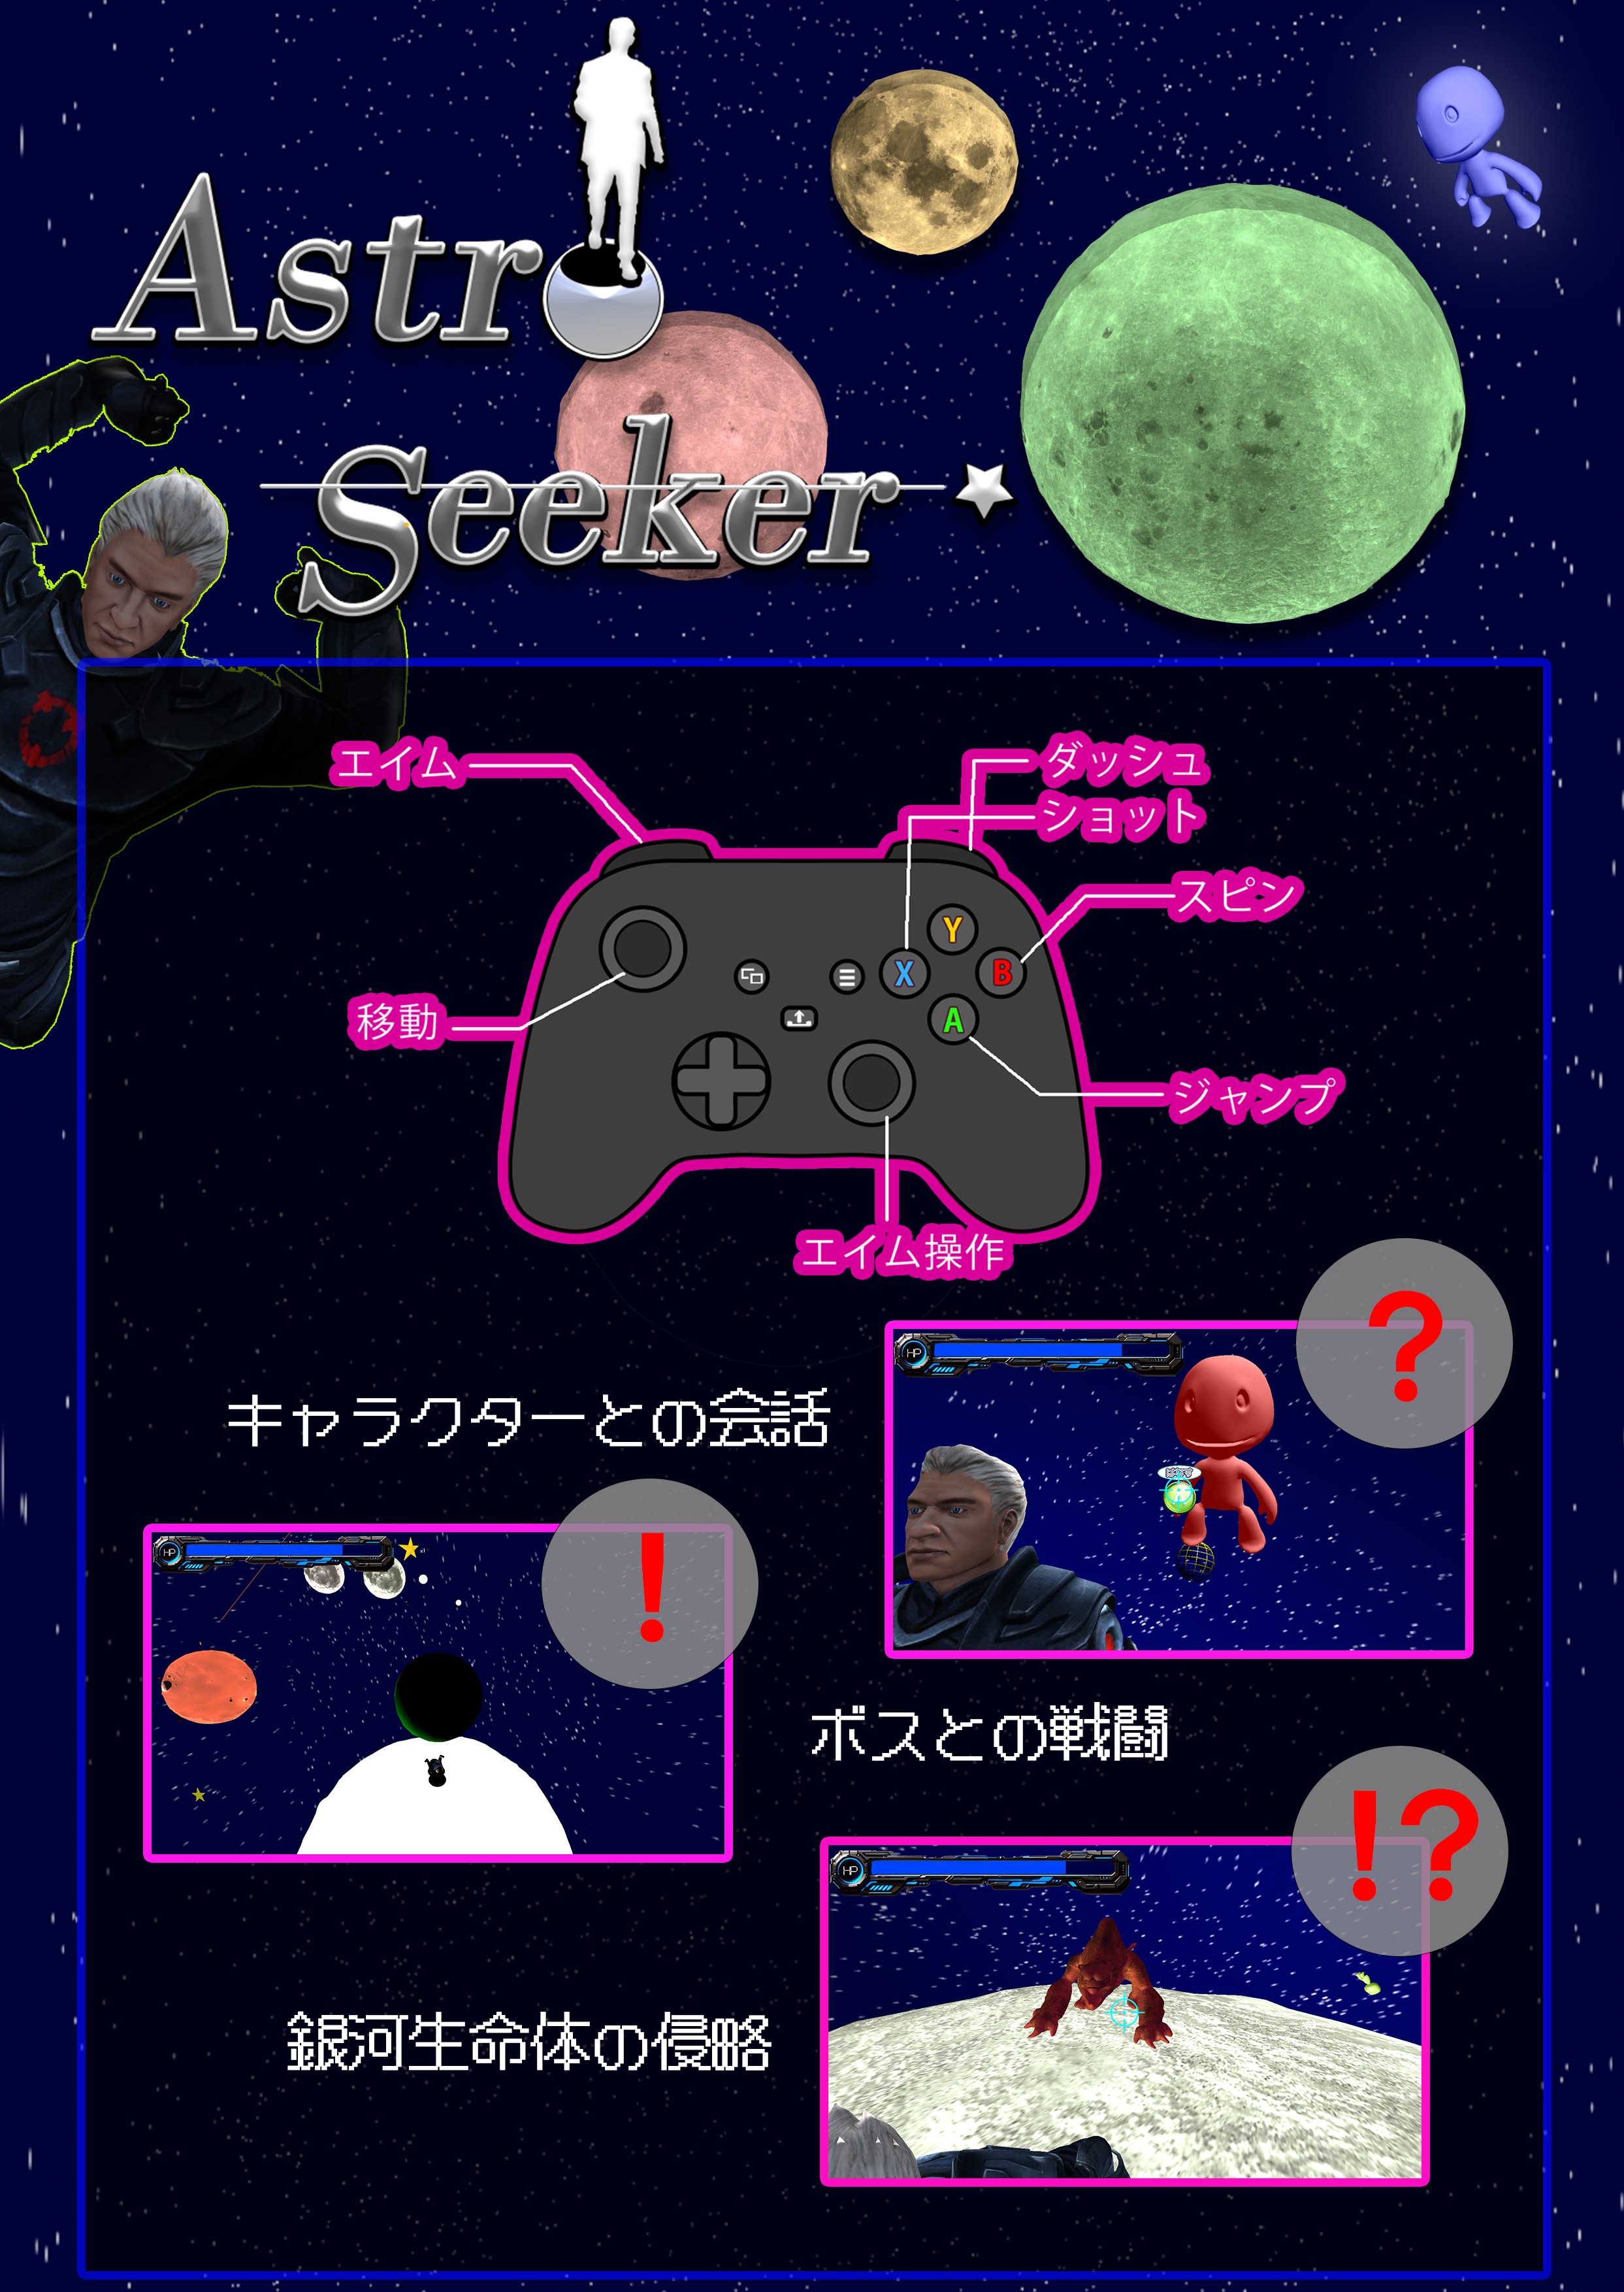 Astro
Seeker
エイム
ダッシュ
ショット
スピン
Y
X
B
A
移動
ジャンプ
エイム操作
?
HP
キャラクターとの会話
!
HP
ボスとの戦闘
!?
HP
銀河生命体の侵略